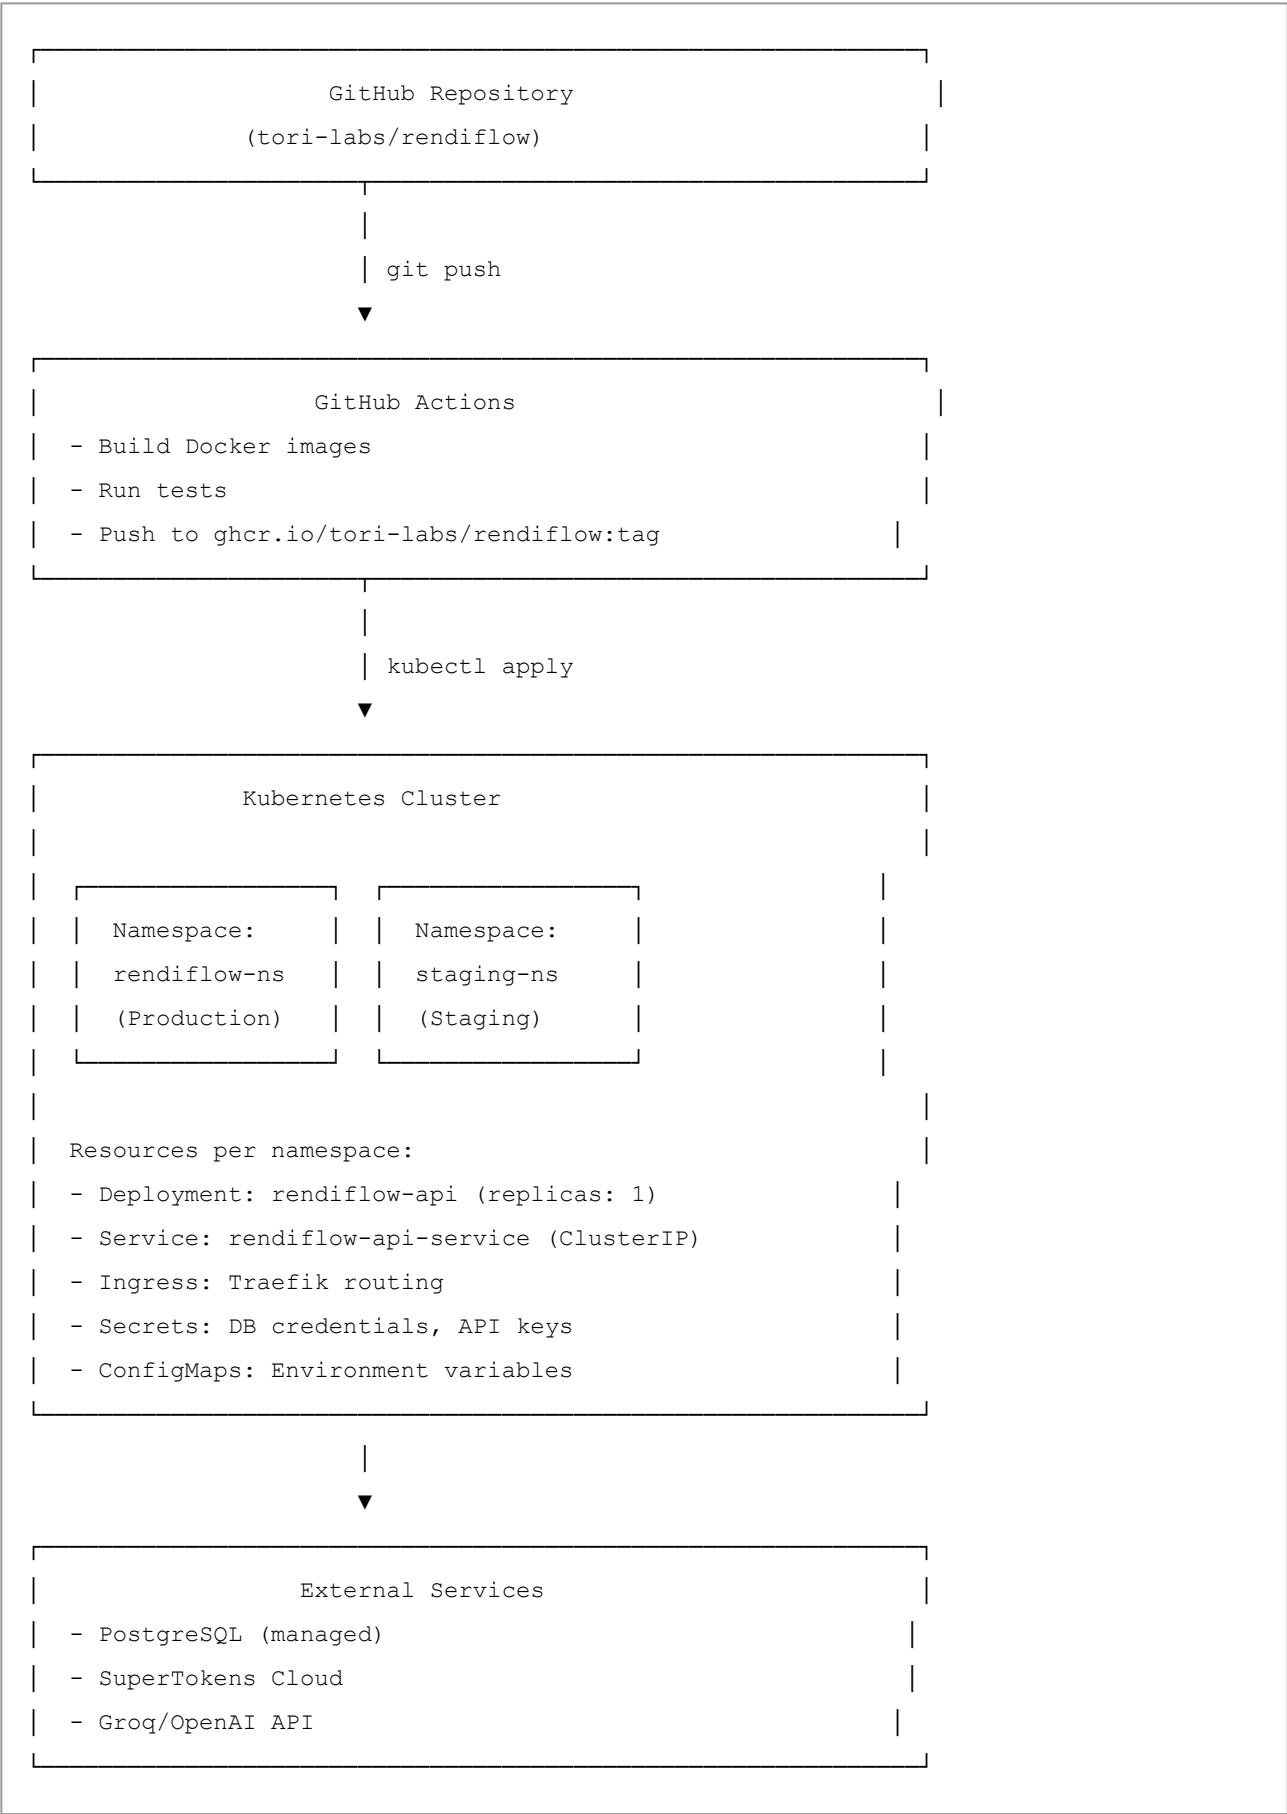 GitHub Repository
(tori-labs/rendiflow)
git push
▼
GitHub Actions
- Build Docker images
- Run tests
- Push to ghcr.io/tori-labs/rendiflow:tag
kubectl apply
▼
Kubernetes Cluster
Namespace: Namespace:
rendiflow-ns staging-ns
(Production) (Staging)
Resources per namespace:
- Deployment: rendiflow-api (replicas: 1)
- Service: rendiflow-api-service (ClusterIP)
- Ingress: Traefik routing
- Secrets: DB credentials, API keys
- ConfigMaps: Environment variables
▼
External Services
- PostgreSQL (managed)
- SuperTokens Cloud
- Groq/OpenAI API